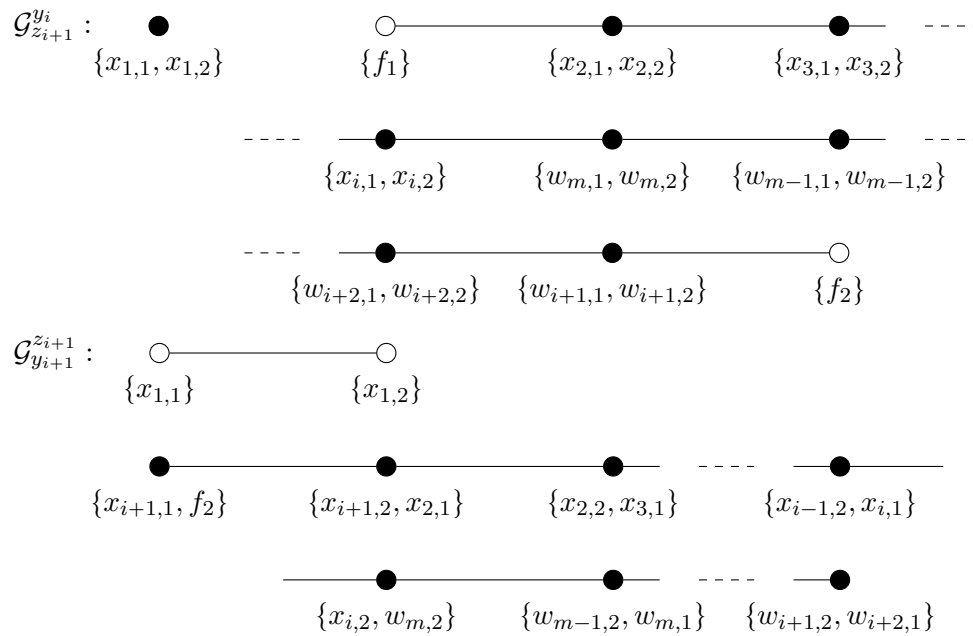 $\mathcal{G}_{z_{i+1}}^{y_i}:$
$\{x_{1,1}, x_{1,2}\}$ $\{f_1\}$ $\{x_{2,1}, x_{2,2}\}$ $\{x_{3,1}, x_{3,2}\}$
$\{x_{i,1}, x_{i,2}\}$ $\{w_{m,1}, w_{m,2}\}$ $\{w_{m-1,1}, w_{m-1,2}\}$
$\{w_{i+2,1}, w_{i+2,2}\}$ $\{w_{i+1,1}, w_{i+1,2}\}$ $\{f_2\}$
$\mathcal{G}_{y_{i+1}}^{z_{i+1}}:$
$\{x_{1,1}\}$ $\{x_{1,2}\}$
$\{x_{i+1,1}, f_2\}$ $\{x_{i+1,2}, x_{2,1}\}$ $\{x_{2,2}, x_{3,1}\}$ $\{x_{i-1,2}, x_{i,1}\}$
$\{x_{i,2}, w_{m,2}\}$ $\{w_{m-1,2}, w_{m,1}\}$ $\{w_{i+1,2}, w_{i+2,1}\}$